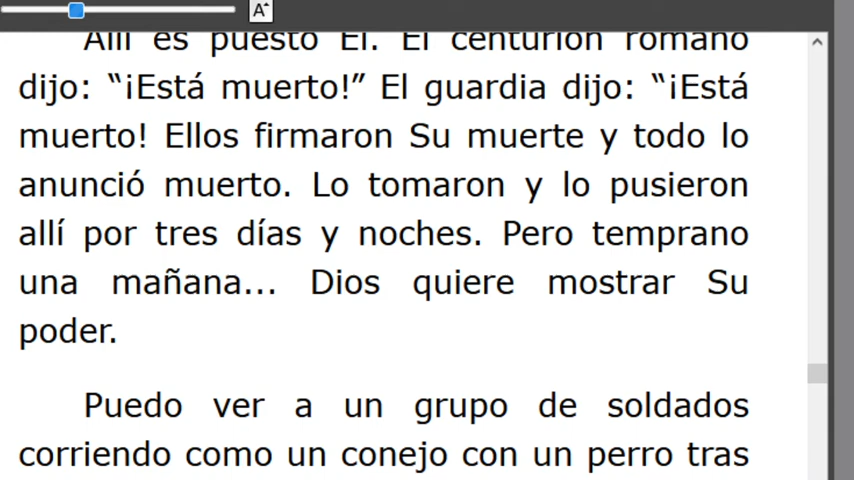 A
Allí es puesto Él. El centurión romano
dijo: “¡Está muerto!” El guardia dijo: “¡Está
muerto! Ellos firmaron Su muerte y todo lo
anunció muerto. Lo tomaron y lo pusieron
allí por tres días y noches. Pero temprano
una mañana… Dios quiere mostrar Su
poder.
Puedo ver a un grupo de soldados
corriendo como un conejo con un perro tras